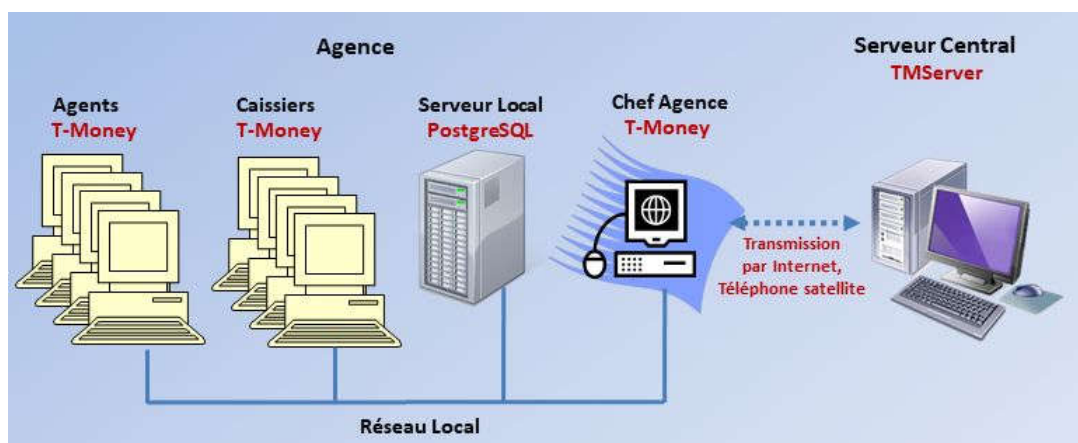 Agence
Serveur Central
TMServer
Agents
T-Money
Caissiers
T-Money
Serveur Local
PostgreSQL
Chef Agence
T-Money
Transmission
par Internet,
Téléphone satellite
Réseau Local